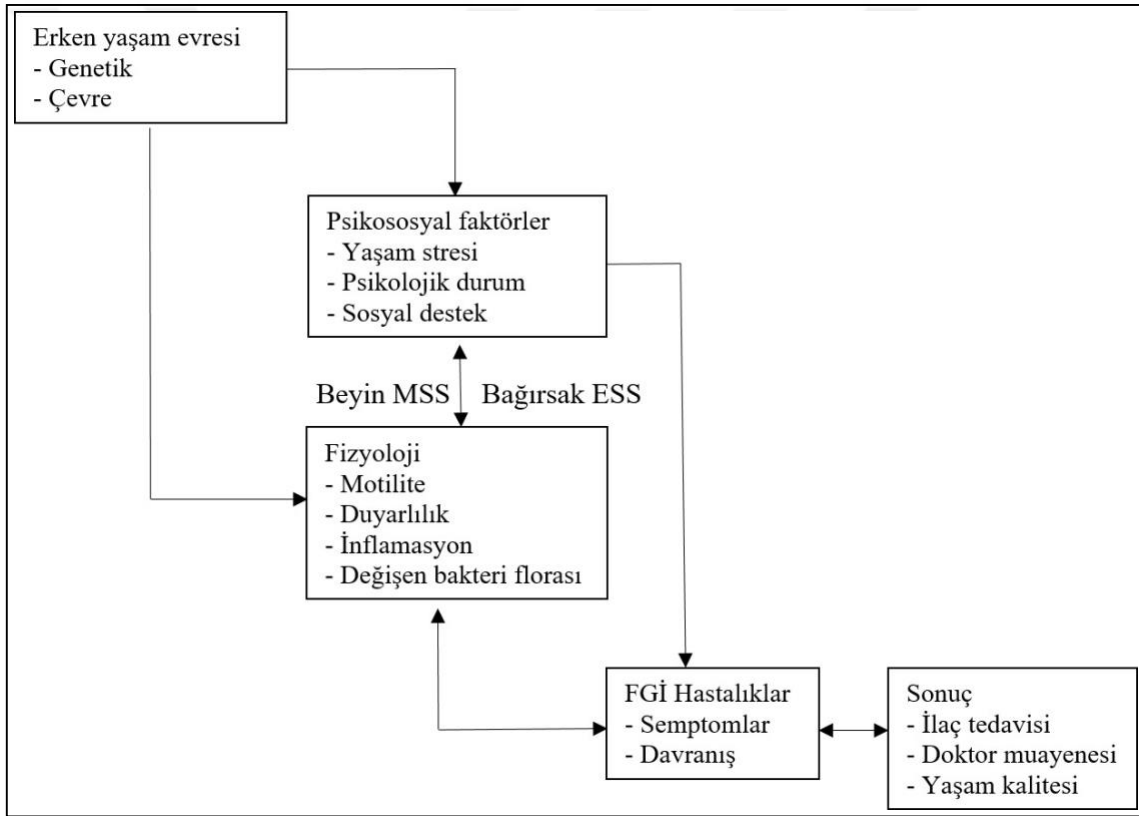 Erken yaşam evresi
- Genetik
- Çevre
Psikososyal faktörler
- Yaşam stresi
- Psikolojik durum
- Sosyal destek
Beyin MSS Bağırsak ESS
Fizyoloji
- Motilite
- Duyarlılık
- İnflamasyon
- Değişen bakteri florası
FGİ Hastalıklar
- Semptomlar
- Davranış
Sonuç
- İlaç tedavisi
- Doktor muayenesi
- Yaşam kalitesi